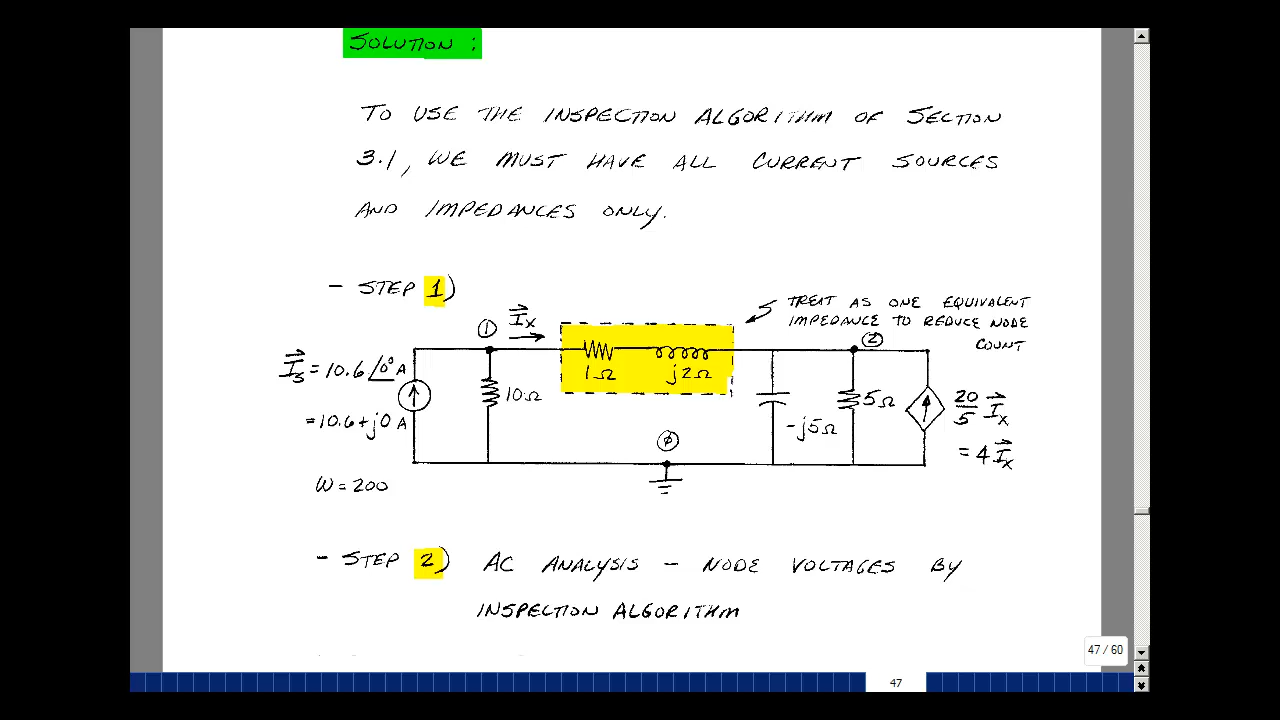 SOLUTION :
TO USE THE INSPECTION ALGORITHM OF SECTION
3.1, WE MUST HAVE ALL CURRENT SOURCES
AND IMPEDANCES ONLY.
- STEP 1)
TREAT AS ONE EQUIVALENT
IMPEDANCE TO REDUCE NODE
COUNT
1
Ix
2
1Ω
j2Ω
Is = 10.6 ∠0° A
= 10.6 + j0 A
10Ω
-j5Ω
5Ω
20/5 Ix
= 4 Ix
0
W = 200
- STEP 2) AC ANALYSIS - NODE VOLTAGES BY
INSPECTION ALGORITHM
47 / 60
47